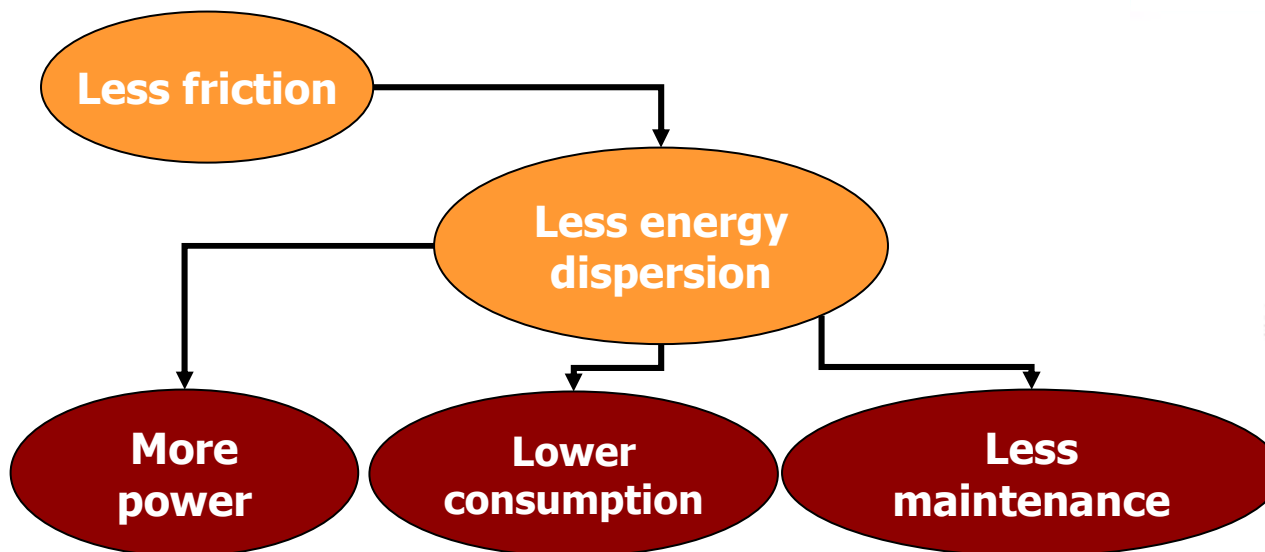 Less friction
Less energy
dispersion
More
power
Lower
consumption
Less
maintenance